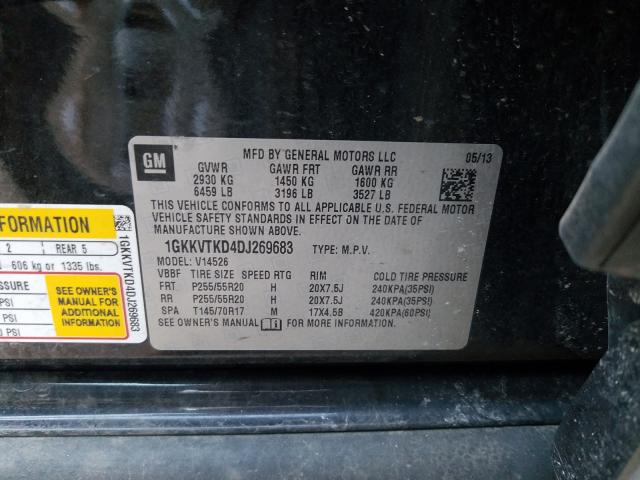 GM
MFD BY GENERAL MOTORS LLC 05/13
GVWR GAWR FRT GAWR RR
2930 KG 1450 KG 1600 KG
6459 LB 3196 LB 3527 LB
THIS VEHICLE CONFORMS TO ALL APPLICABLE U.S. FEDERAL MOTOR
VEHICLE SAFETY STANDARDS IN EFFECT ON THE DATE OF
MANUFACTURE SHOWN ABOVE.
1GKKVTKD4DJ269683 TYPE: M.P.V.
MODEL: V14526
VBBF TIRE SIZE SPEED RTG RIM COLD TIRE PRESSURE
FRT P255/55R20 H 20X7.5J 240KPA(35PSI)
RR P255/55R20 H 20X7.5J 240KPA(35PSI)
SPA T145/70R17 M 17X4.5B 420KPA(60PSI)
SEE OWNER'S MANUAL FOR MORE INFORMATION.
INFORMATION
2 REAR 5
606 kg or 1335 lbs.
SEE OWNER'S
MANUAL FOR
ADDITIONAL
INFORMATION
PSI
PSI
PSI
1GKKVTKD4DJ269683